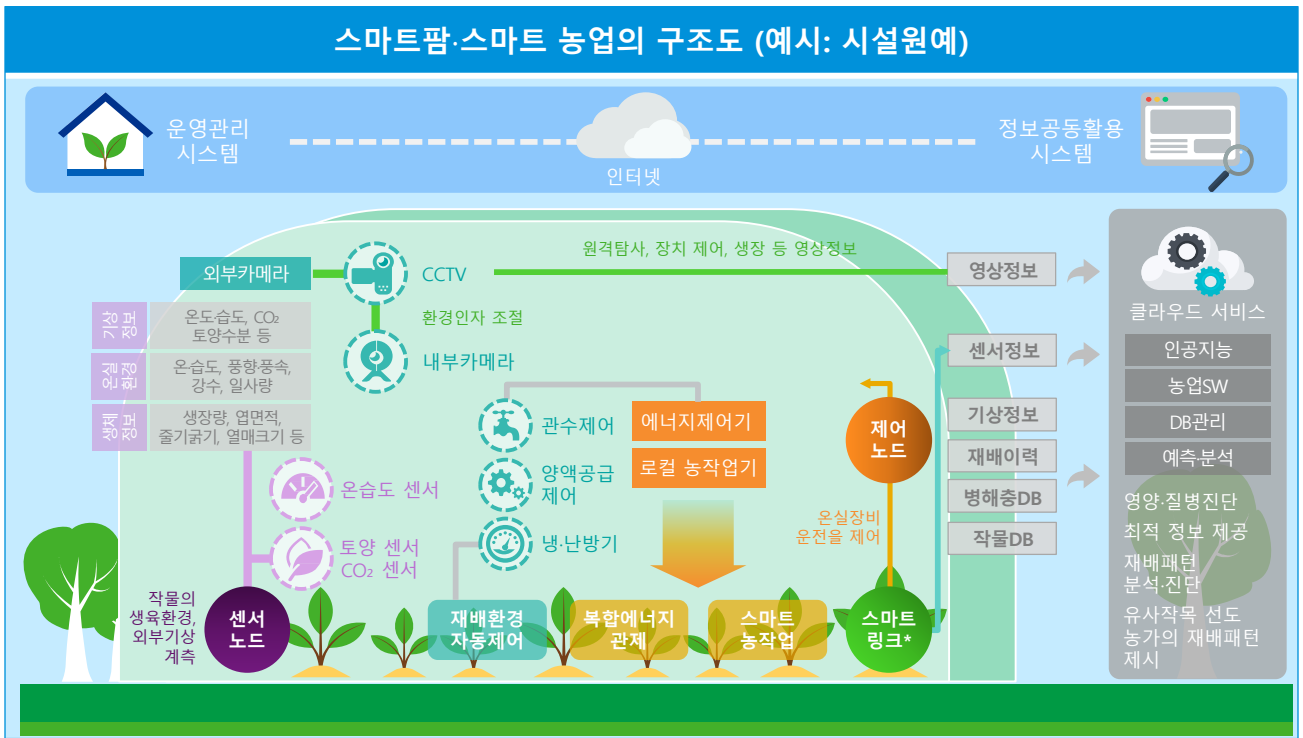 스마트팜·스마트 농업의 구조도 (예시: 시설원예)
운영관리
시스템
인터넷
정보공동활용
시스템
원격탐사, 장치 제어, 생장 등 영상정보
외부카메라
CCTV
환경인자 조절
내부카메라
기상
정보
온도습도, CO₂
토양수분 등
온실
환경
온·습도, 풍향풍속,
강수, 일사량
생체
정보
생장량, 엽면적,
줄기굵기, 열매크기 등
온습도 센서
토양 센서
CO₂ 센서
작물의
생육환경,
외부기상
계측
센서
노드
관수제어
양액공급
제어
냉·난방기
에너지제어기
로컬 농작업기
재배환경
자동제어
복합에너지
관제
스마트
농작업
제어
노드
온실장비
운전을 제어
스마트
링크*
영상정보
센서정보
기상정보
재배이력
병해충DB
작물DB
클라우드 서비스
인공지능
농업SW
DB관리
예측·분석
영양·질병진단
최적 정보 제공
재배패턴
분석·진단
유사작목 선도
농가의 재배패턴
제시